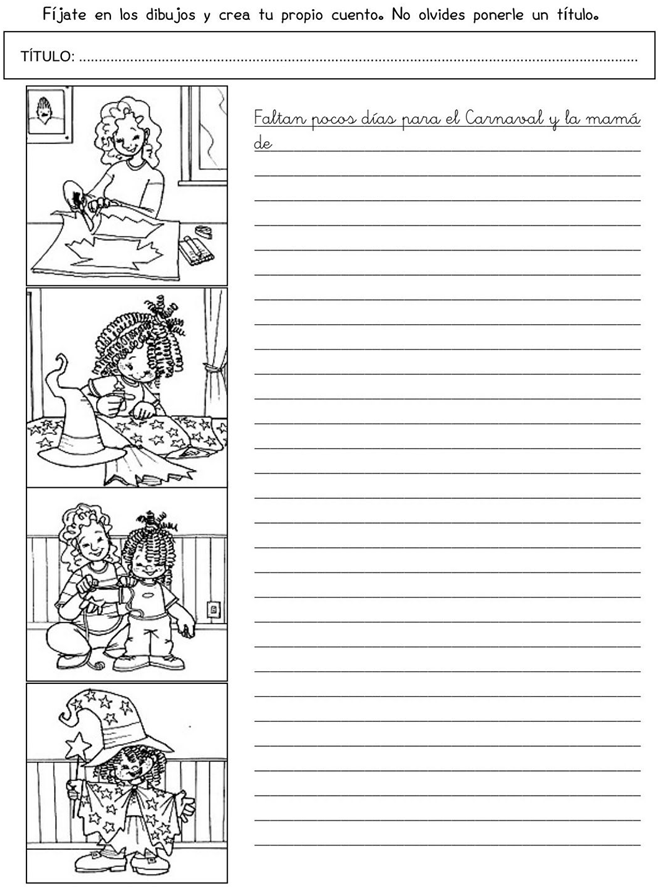 Fíjate en los dibujos y crea tu propio cuento. No olvides ponerle un título.
TÍTULO: ............................................................................................................................................
Faltan pocos días para el Carnaval y la mamá
de